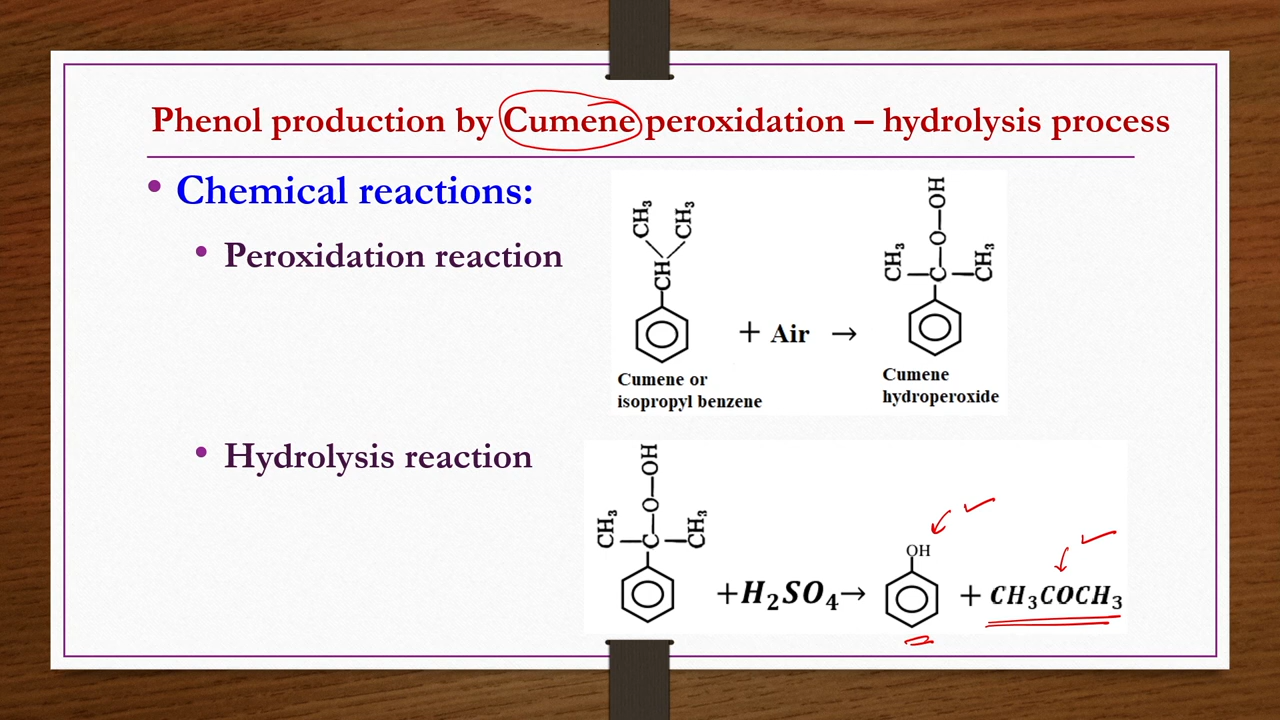 Phenol production by Cumene peroxidation – hydrolysis process
• Chemical reactions:
• Peroxidation reaction
CH₃ CH₃
CH
+ Air →
Cumene or
isopropyl benzene
O—OH
CH₃ —C— CH₃
Cumene
hydroperoxide
• Hydrolysis reaction
O—OH
CH₃ —C— CH₃
+H₂SO₄→
OH
+ CH₃COCH₃